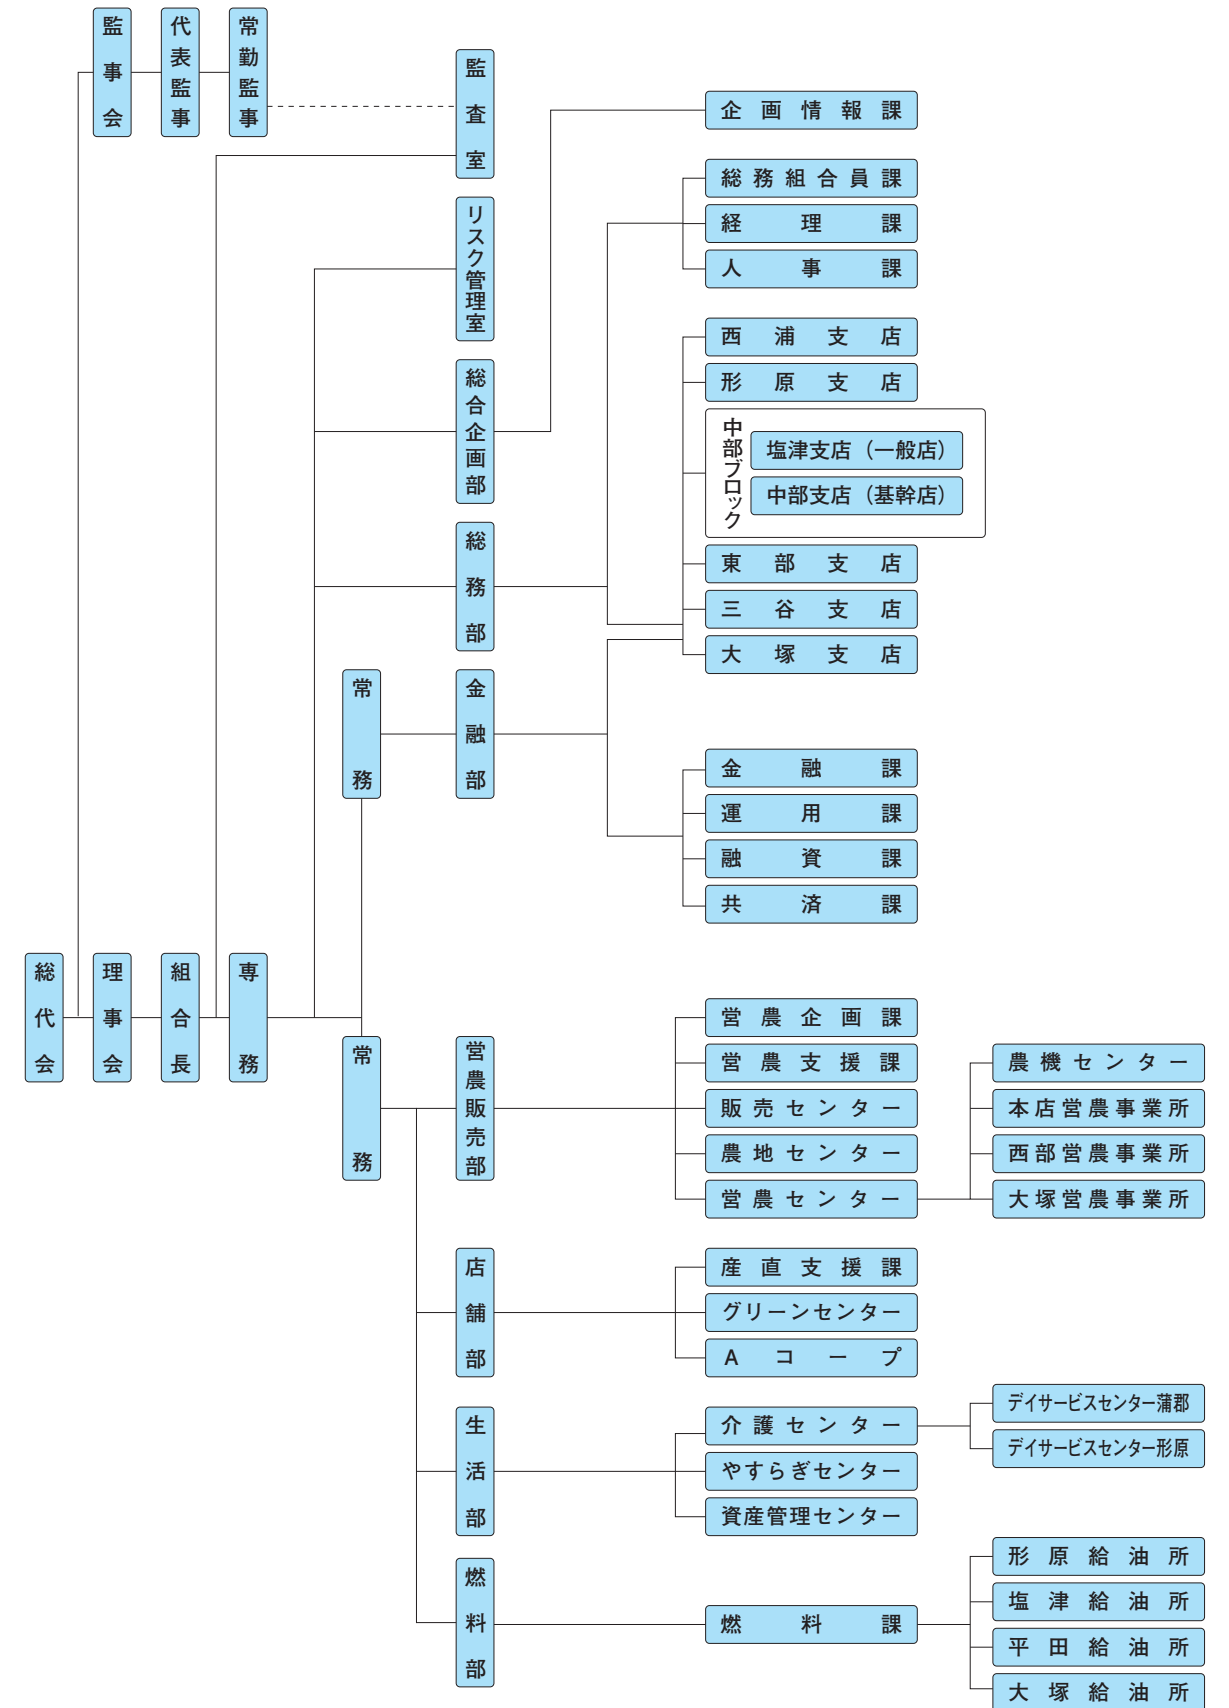 監事会
代表監事
常勤監事
監査室
リスク管理室
総合企画部
総務部
金融部
常務
総代会
理事会
組合長
専務
常務
営農販売部
店舗部
生活部
燃料部
企画情報課
総務組合員課
経理課
人事課
西浦支店
形原支店
中部ブロック
塩津支店（一般店）
中部支店（基幹店）
東部支店
三谷支店
大塚支店
金融課
運用課
融資課
共済課
営農企画課
営農支援課
販売センター
農地センター
営農センター
農機センター
本店営農事業所
西部営農事業所
大塚営農事業所
産直支援課
グリーンセンター
Aコープ
介護センター
やすらぎセンター
資産管理センター
デイサービスセンター蒲郡
デイサービスセンター形原
燃料課
形原給油所
塩津給油所
平田給油所
大塚給油所